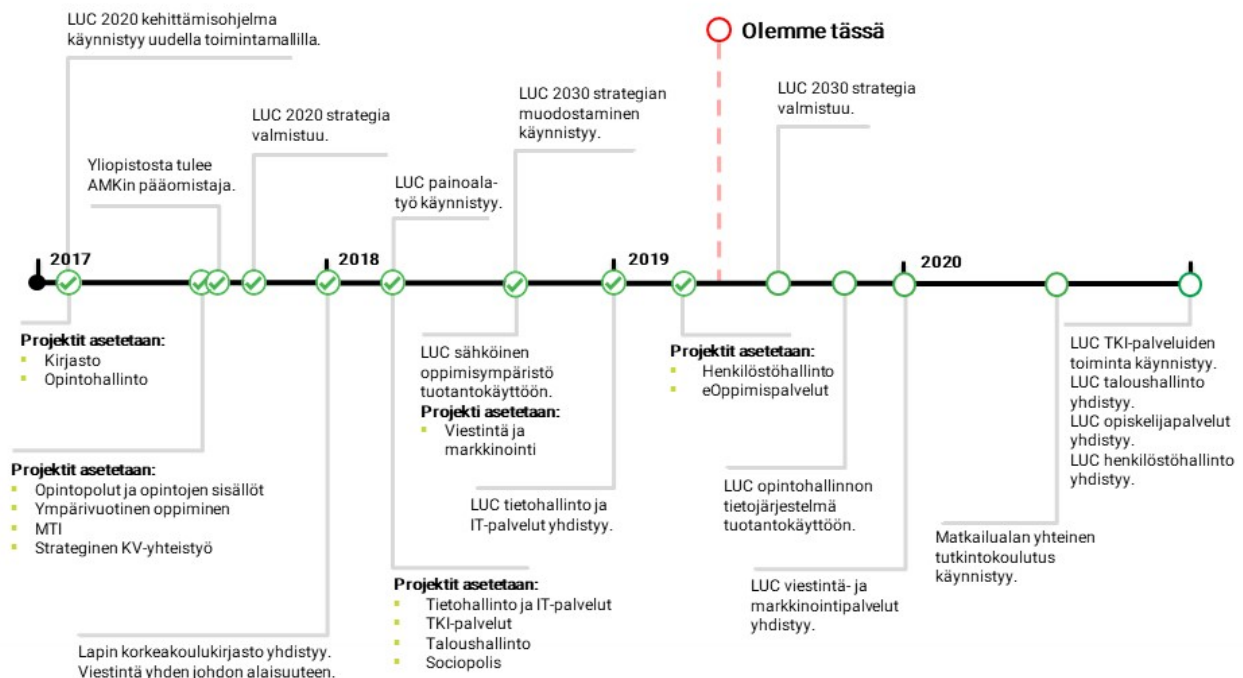 LUC 2020 kehittämisohjelma
käynnistyy uudella toimintamallilla.
Olemme tässä
LUC 2020 strategia
valmistuu.
LUC 2030 strategian
muodostaminen
käynnistyy.
LUC 2030 strategia
valmistuu.
Yliopistosta tulee
AMKin pääomistaja.
LUC painoala-
työ käynnistyy.
2017
2018
2019
2020
Projektit asetetaan:
Kirjasto
Opintohallinto
Projektit asetetaan:
Opintopolut ja opintojen sisällöt
Ympärivuotinen oppiminen
MTI
Strateginen KV-yhteistyö
Lapin korkeakoulukirjasto yhdistyy.
Viestintä yhden johdon alaisuuteen.
LUC sähköinen
oppimisympäristö
tuotantokäyttöön.
Projekti asetetaan:
Viestintä ja
markkinointi
LUC tietohallinto ja
IT-palvelut yhdistyy.
Projektit asetetaan:
Tietohallinto ja IT-palvelut
TKI-palvelut
Taloushallinto
Sociopolis
Projektit asetetaan:
Henkilöstöhallinto
eOppimispalvelut
LUC opintohallinnon
tietojärjestelmä
tuotantokäyttöön.
LUC viestintä- ja
markkinointipalvelut
yhdistyy.
Matkailualan yhteinen
tutkintokoulutus
käynnistyy.
LUC TKI-palveluiden
toiminta käynnistyy.
LUC taloushallinto
yhdistyy.
LUC opiskelijapalvelut
yhdistyy.
LUC henkilöstöhallinto
yhdistyy.